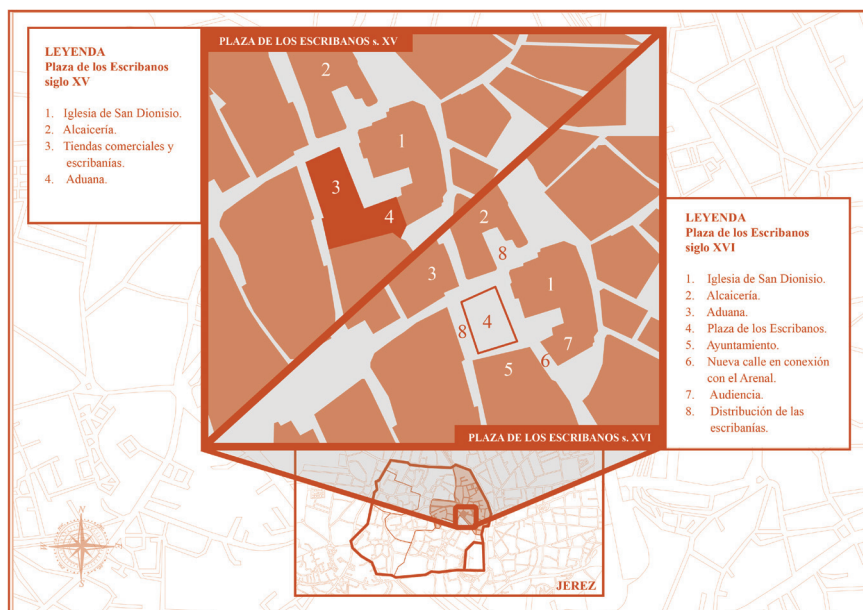 LEYENDA
Plaza de los Escribanos
siglo XV
1. Iglesia de San Dionisio.
2. Alcaicería.
3. Tiendas comerciales y
escribanías.
4. Aduana.
PLAZA DE LOS ESCRIBANOS s. XV
2
1
3
4
2
8
3
1
4
8
7
6
5
PLAZA DE LOS ESCRIBANOS s. XVI
LEYENDA
Plaza de los Escribanos
siglo XVI
1. Iglesia de San Dionisio.
2. Alcaicería.
3. Aduana.
4. Plaza de los Escribanos.
5. Ayuntamiento.
6. Nueva calle en conexión
con el Arenal.
7. Audiencia.
8. Distribución de las
escribanías.
N
JEREZ